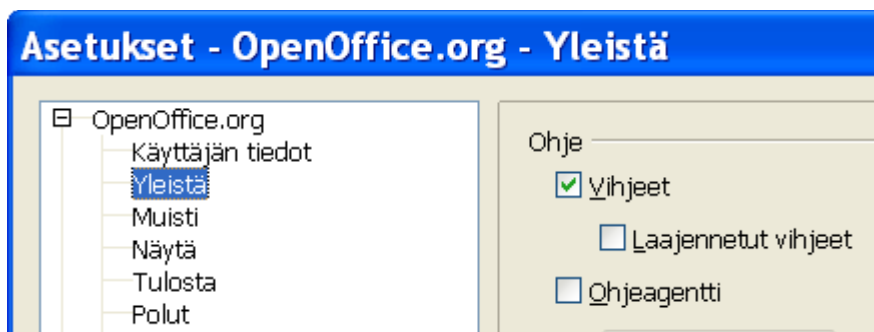 Asetukset - OpenOffice.org - Yleistä
OpenOffice.org
Käyttäjän tiedot
Yleistä
Muisti
Näytä
Tulosta
Polut
Ohje
Vihjeet
Laajennetut vihjeet
Ohjeagentti